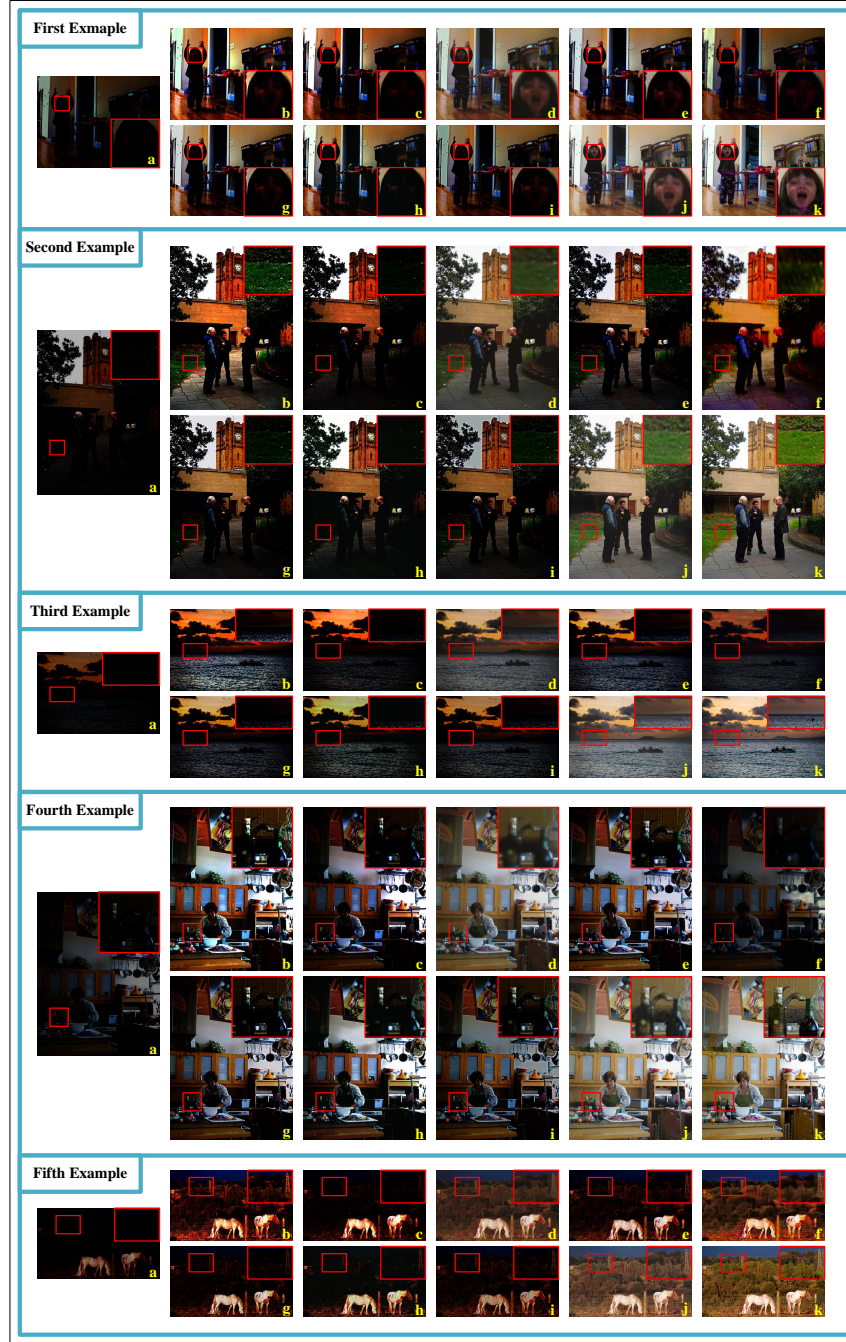 First Exmaple
b c d e f
a
g h i j k
Second Example
b c d e f
a
g h i j k
Third Example
b c d e f
a
g h i j k
Fourth Example
b c d e f
a
g h i j k
Fifth Example
b c d e f
a
g h i j k